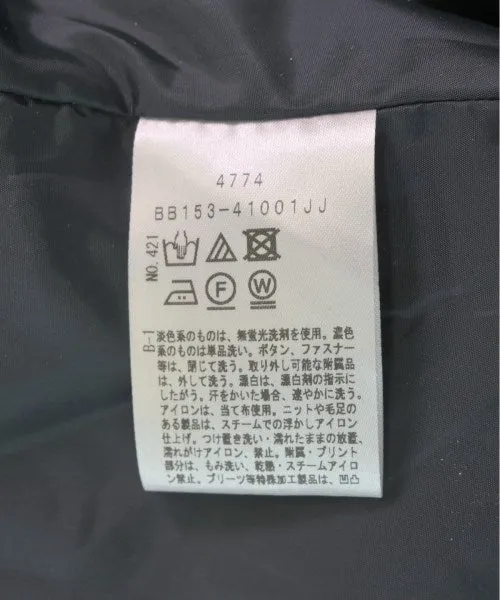 4774
BB153-41001JJ
NO.421
F
W
B-1
淡色系のものは、無蛍光洗剤を使用。濃色
系のものは単品洗い。ボタン、ファスナー
等は、閉じて洗う。取り外し可能な附属品
は、外して洗う。漂白は、漂白剤の指示に
したがう。汗をかいた場合、速やかに洗う。
アイロンは、当て布使用。ニットや毛足の
ある製品は、スチームでの浮かしアイロン
仕上げ。つけ置き洗い・濡れたままの放置、
濡れがけアイロン、禁止。附属・プリント
部分は、もみ洗い、乾熱・スチームアイロ
ン禁止。プリーツ等特殊加工製品は、凹凸